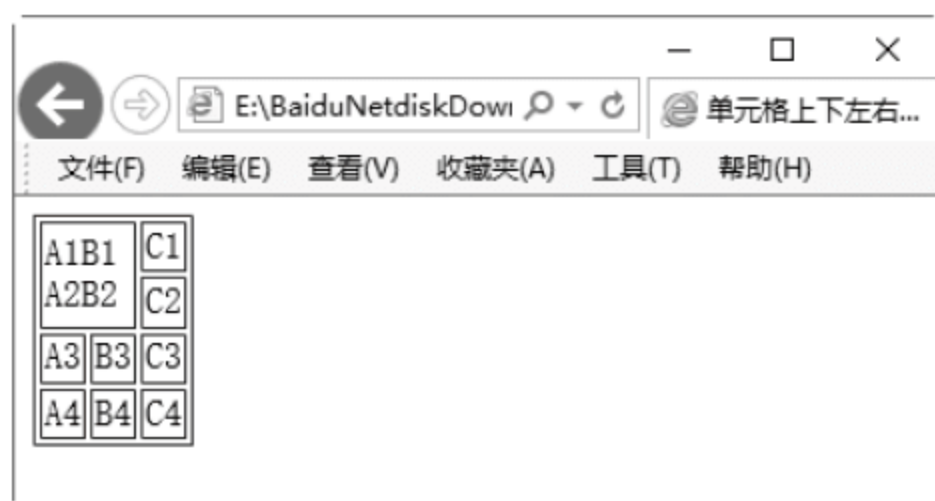 E:\BaiduNetdiskDow
单元格上下左右...
文件(F) 编辑(E) 查看(V) 收藏夹(A) 工具(T) 帮助(H)
A1B1 C1
A2B2 C2
A3 B3 C3
A4 B4 C4